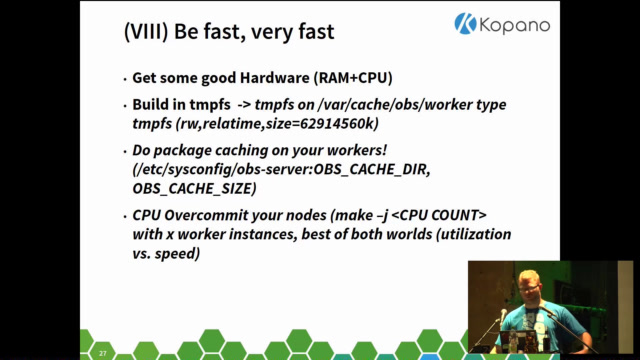 (VIII) Be fast, very fast
Kopano
• Get some good Hardware (RAM+CPU)
• Build in tmpfs -> tmpfs on /var/cache/obs/worker type
tmpfs (rw,relatime,size=62914560k)
• Do package caching on your workers!
(/etc/sysconfig/obs-server:OBS_CACHE_DIR,
OBS_CACHE_SIZE)
• CPU Overcommit your nodes (make –j <CPU COUNT>
with x worker instances, best of both worlds (utilization
vs. speed)
27